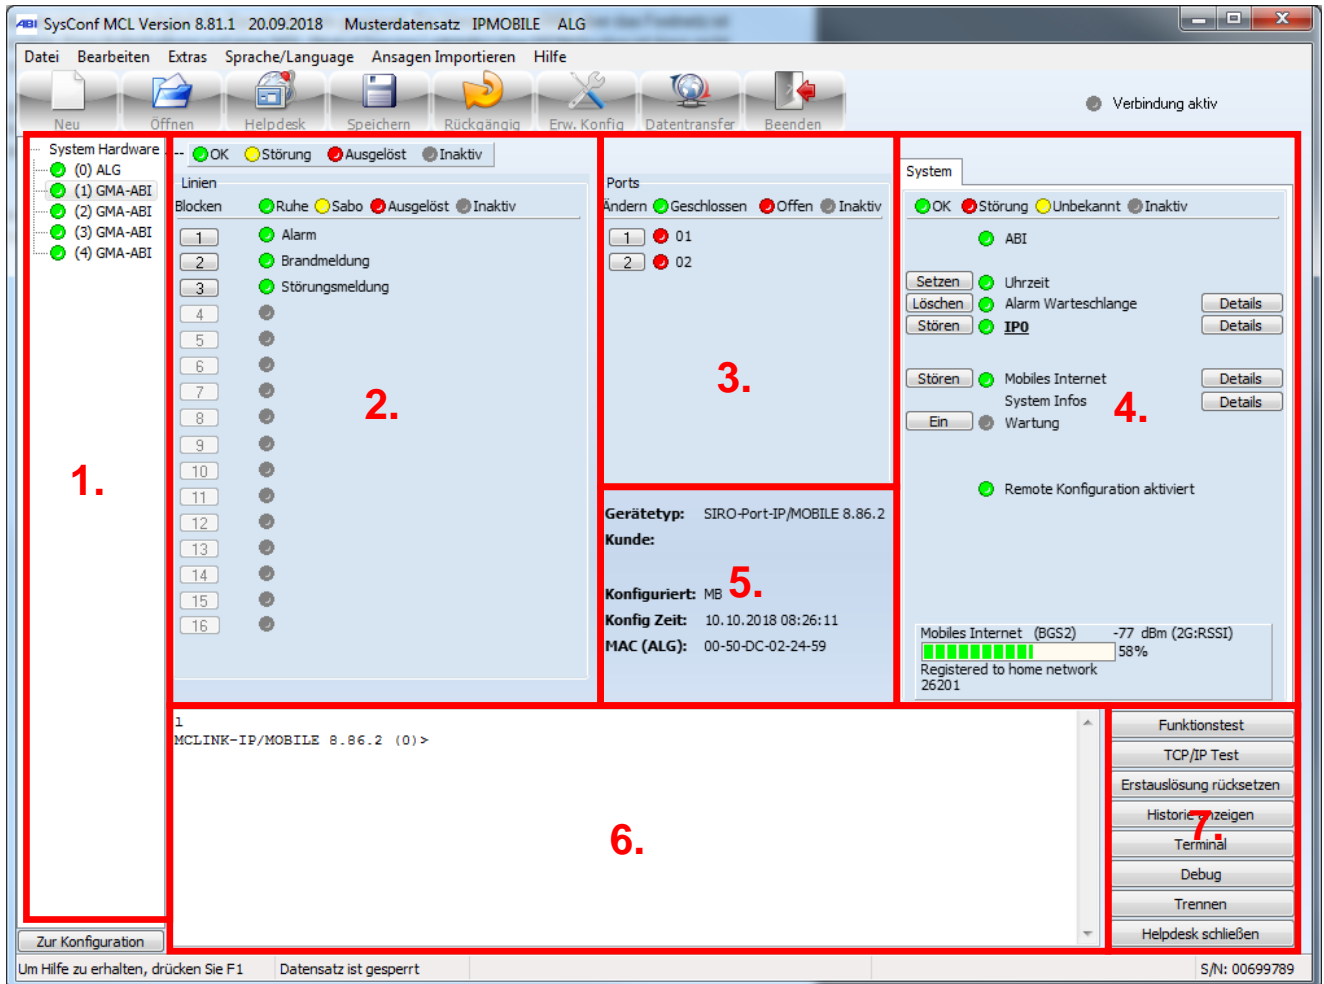 ABI SysConf MCL Version 8.81.1 20.09.2018 Musterdatensatz IPMOBILE ALG
Datei Bearbeiten Extras Sprache/Language Ansagen Importieren Hilfe
Neu Öffnen Helpdesk Speichern Rückgängig Erw. Konfig Datentransfer Beenden
Verbindung aktiv
System Hardware
(0) ALG
(1) GMA-ABI
(2) GMA-ABI
(3) GMA-ABI
(4) GMA-ABI
1.
Zur Konfiguration
OK Störung Ausgelöst Inaktiv
Linien
Blocken Ruhe Sabo Ausgelöst Inaktiv
1 Alarm
2 Brandmeldung
3 Störungsmeldung
4
5
6
7
8
9
10
11
12
13
14
15
16
2.
Ports
Ändern Geschlossen Offen Inaktiv
1 01
2 02
3.
Gerätetyp: SIRO-Port-IP/MOBILE 8.86.2
Kunde:
Konfiguriert: MB
Konfig Zeit: 10.10.2018 08:26:11
MAC (ALG): 00-50-DC-02-24-59
5.
System
OK Störung Unbekannt Inaktiv
ABI
Setzen Uhrzeit
Löschen Alarm Warteschlange Details
Stören IP0 Details
Stören Mobiles Internet Details
System Infos Details
Ein Wartung
4.
Remote Konfiguration aktiviert
Mobiles Internet (BGS2) -77 dBm (2G:RSSI)
58%
Registered to home network
26201
l
MCLINK-IP/MOBILE 8.86.2 (0)>
6.
Funktionstest
TCP/IP Test
Erstauslösung rücksetzen
Historie anzeigen
7.
Terminal
Debug
Trennen
Helpdesk schließen
Um Hilfe zu erhalten, drücken Sie F1 Datensatz ist gesperrt S/N: 00699789